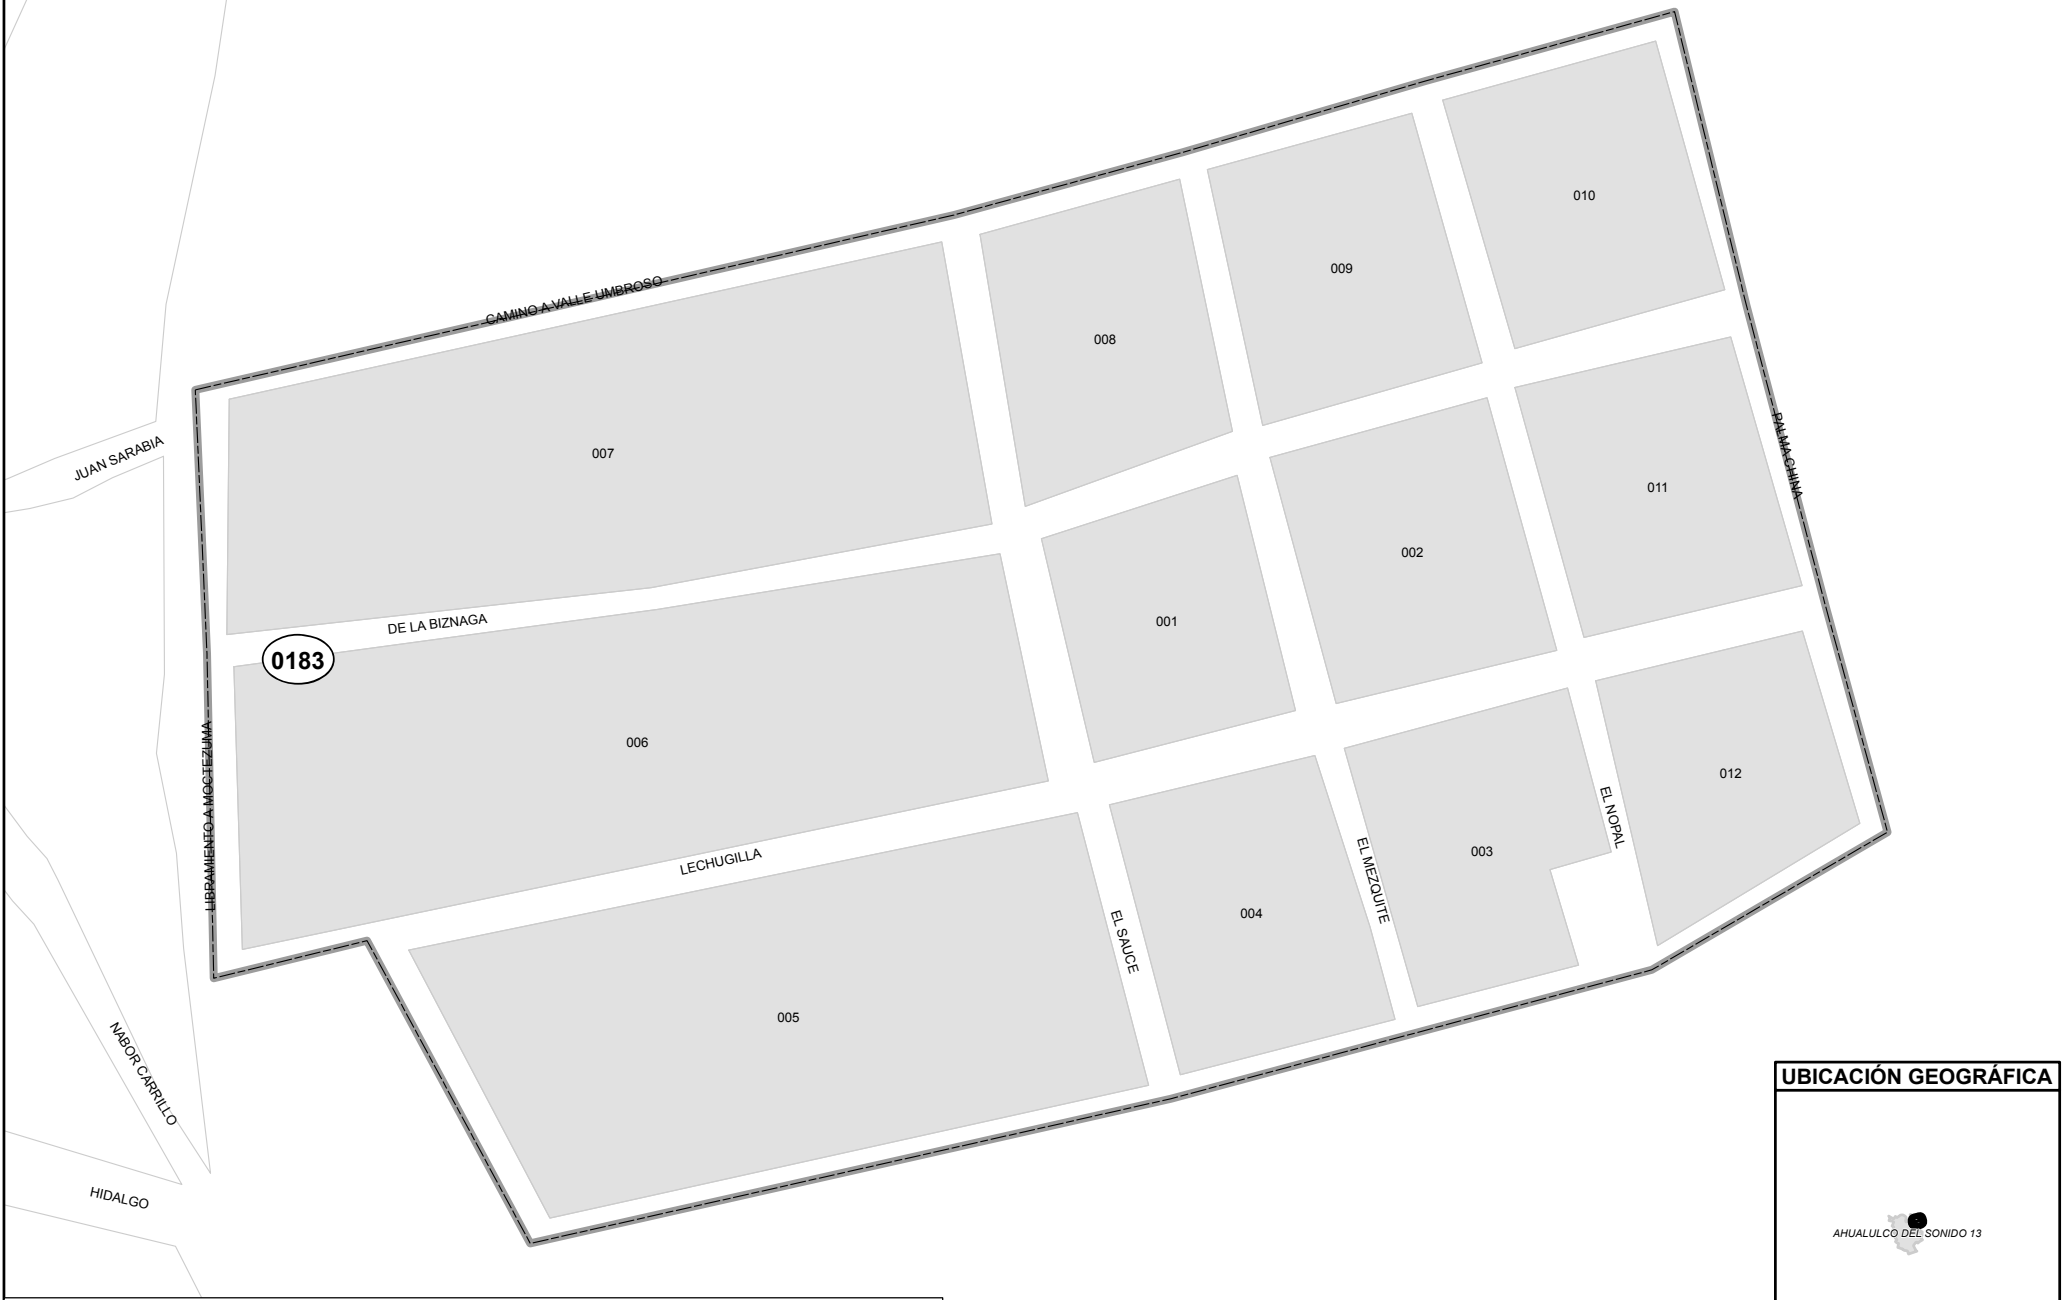 010
009
CAMINO A VALLE UMBROSO
008
JUAN SARABIA
007
PALMA CHINA
011
002
DE LA BIZNAGA
001
0183
LIBRAMIENTO A MOCTEZUMA
006
012
EL NOPAL
003
LECHUGILLA
EL MEZQUITE
004
EL SAUCE
005
NABOR CARRILLO
UBICACIÓN GEOGRÁFICA
HIDALGO
AHUALULCO DEL SONIDO 13